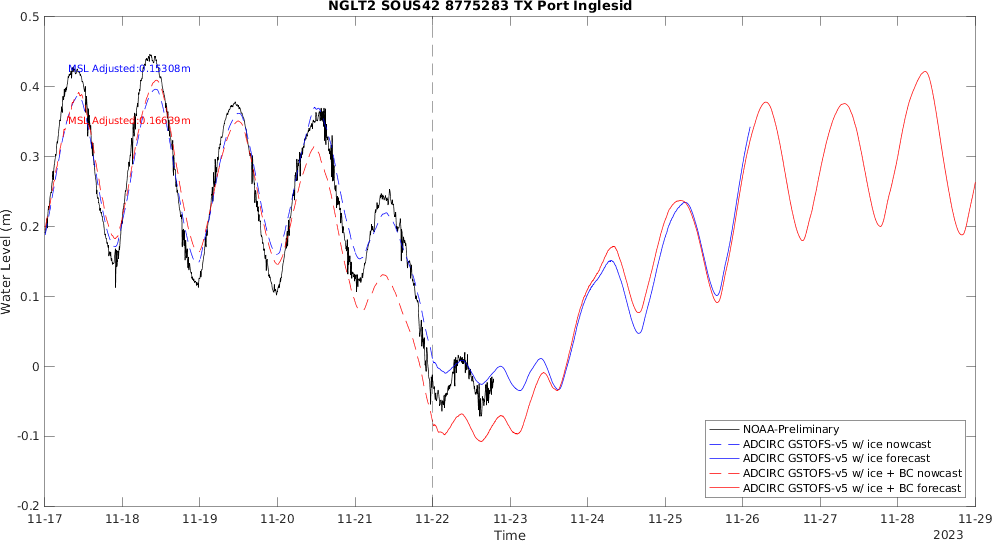 NGLT2 SOUS42 8775283 TX Port Inglesid
0.5
0.4
0.3
0.2
0.1
0
-0.1
-0.2
Water Level (m)
MSL Adjusted:0.15308m
MSL Adjusted:0.16639m
NOAA-Preliminary
ADCIRC GSTOFS-v5 w/ ice nowcast
ADCIRC GSTOFS-v5 w/ ice forecast
ADCIRC GSTOFS-v5 w/ ice + BC nowcast
ADCIRC GSTOFS-v5 w/ ice + BC forecast
11-17 11-18 11-19 11-20 11-21 11-22 11-23 11-24 11-25 11-26 11-27 11-28 11-29
Time
2023